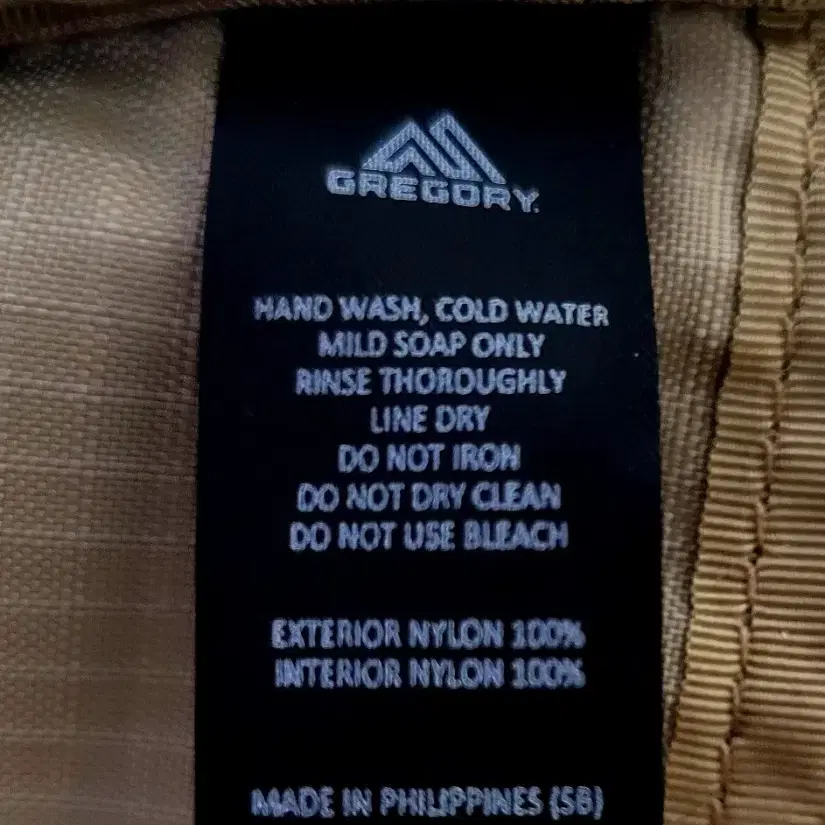 GREGORY.
HAND WASH, COLD WATER
MILD SOAP ONLY
RINSE THOROUGHLY
LINE DRY
DO NOT IRON
DO NOT DRY CLEAN
DO NOT USE BLEACH
EXTERIOR NYLON 100%
INTERIOR NYLON 100%
MADE IN PHILIPPINES (SB)